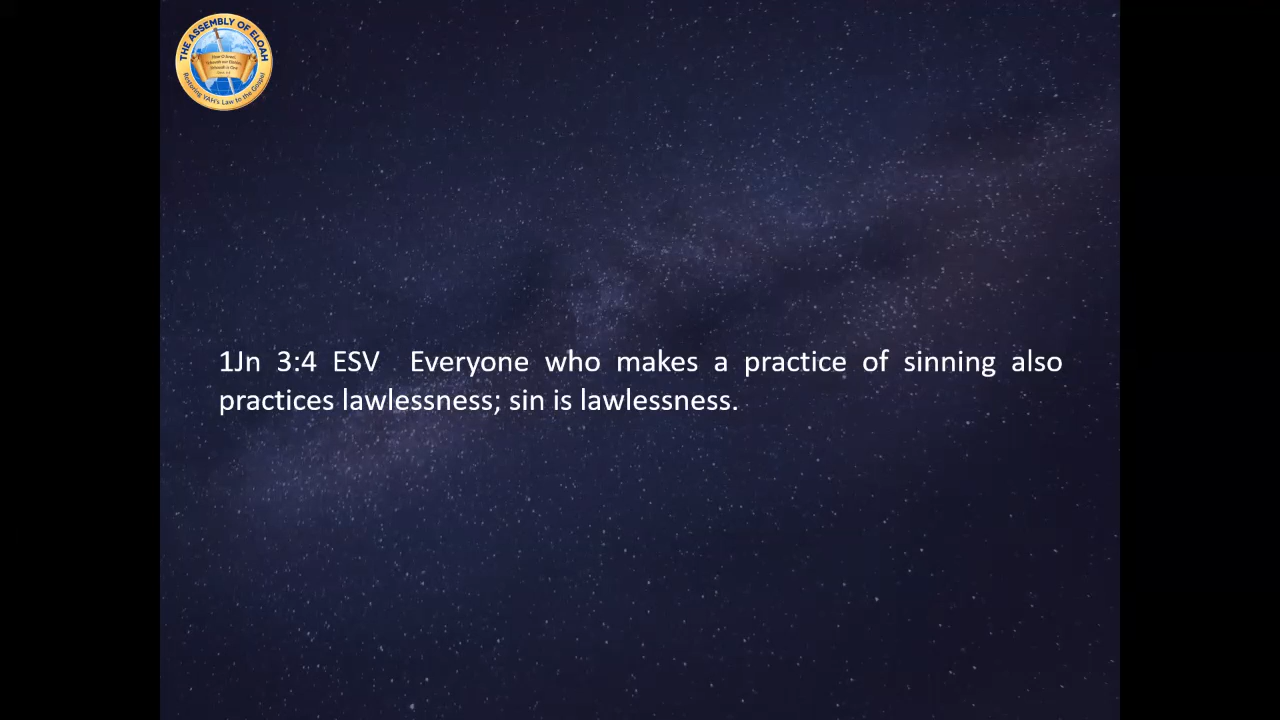 THE ASSEMBLY OF ELOAH
Restoring YAH's Law to the Gospel
1Jn 3:4 ESV Everyone who makes a practice of sinning also
practices lawlessness; sin is lawlessness.